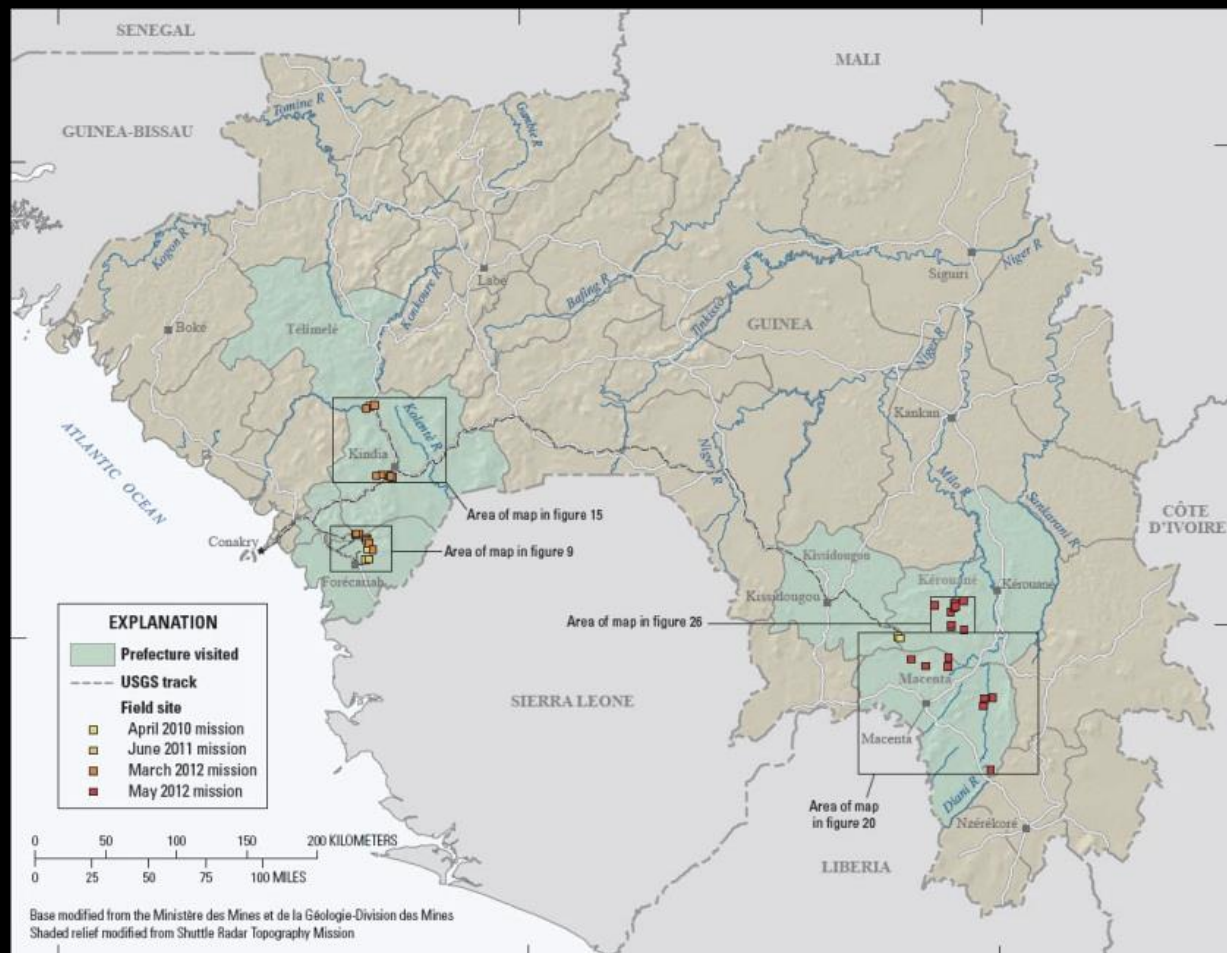 SENEGAL
MALI
GUINEA-BISSAU
Tomine R
Gambie R
Kogon R
Niger R
Siguiri
Labé
Konkoure R
Bafing R
Tinkisso R
GUINEA
Boké
Télimelé
Niger R
Kankan
ATLANTIC OCEAN
Kolenté R
Kindia
Niger R
Milo R
Sankarani R
CÔTE
D'IVOIRE
Area of map in figure 15
Conakry
Area of map in figure 9
Forécariah
Kissidougou
Kérouané
Kérouané
Kissidougou
Area of map in figure 26
EXPLANATION
Prefecture visited
USGS track
Field site
April 2010 mission
June 2011 mission
March 2012 mission
May 2012 mission
SIERRA LEONE
Macenta
Macenta
Diani R
Area of map
in figure 20
Nzérékoré
LIBERIA
0 50 100 150 200 KILOMETERS
0 25 50 75 100 MILES
Base modified from the Ministère des Mines et de la Géologie-Division des Mines
Shaded relief modified from Shuttle Radar Topography Mission